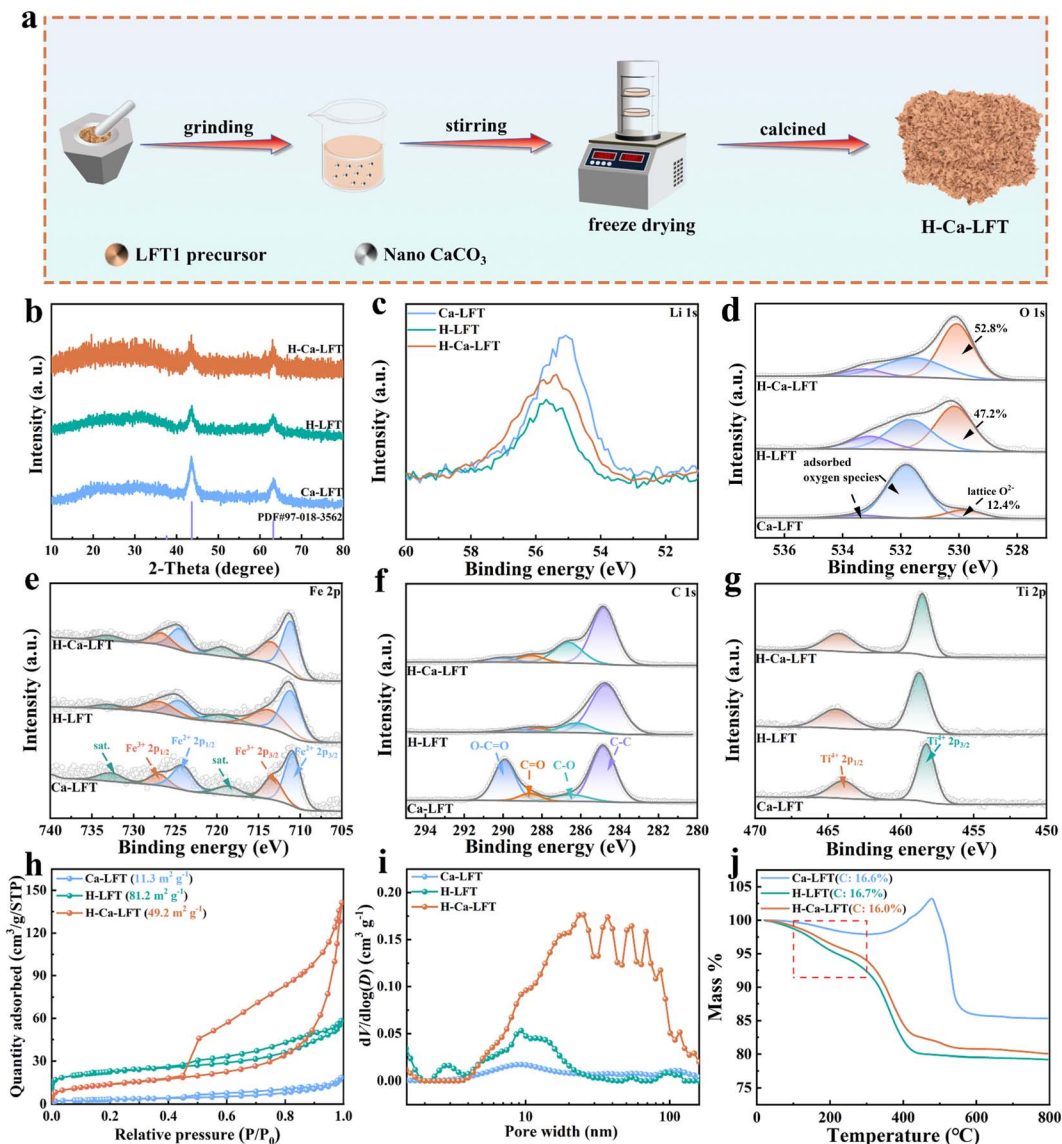 a
grinding
stirring
calcined
freeze drying
H-Ca-LFT
LFT1 precursor
Nano CaCO3
b
Intensity (a. u.)
H-Ca-LFT
H-LFT
Ca-LFT
PDF#97-018-3562
10 20 30 40 50 60 70 80
2-Theta (degree)
c
Li 1s
Ca-LFT
H-LFT
H-Ca-LFT
Intensity (a.u.)
60 58 56 54 52
Binding energy (eV)
d
O 1s
52.8%
H-Ca-LFT
47.2%
H-LFT
adsorbed
oxygen species
lattice O2-
12.4%
Ca-LFT
Intensity (a.u.)
536 534 532 530 528
Binding energy (eV)
e
Fe 2p
H-Ca-LFT
H-LFT
sat.
Fe3+ 2p1/2
Fe2+ 2p1/2
sat.
Fe3+ 2p3/2
Fe2+ 2p3/2
Ca-LFT
Intensity (a.u.)
740 735 730 725 720 715 710 705
Binding energy (eV)
f
C 1s
H-Ca-LFT
H-LFT
O-C=O
C=O
C-O
C-C
Ca-LFT
Intensity (a.u.)
294 292 290 288 286 284 282 280
Binding energy (eV)
g
Ti 2p
H-Ca-LFT
H-LFT
Ti4+ 2p1/2
Ti4+ 2p3/2
Ca-LFT
Intensity (a.u.)
470 465 460 455 450
Binding energy (eV)
h
Ca-LFT (11.3 m2 g-1)
H-LFT (81.2 m2 g-1)
H-Ca-LFT (49.2 m2 g-1)
Quantity adsorbed (cm3/g/STP)
150
120
90
60
30
0
0.0 0.2 0.4 0.6 0.8 1.0
Relative pressure (P/P0)
i
Ca-LFT
H-LFT
H-Ca-LFT
dV/dlog(D) (cm3 g-1)
0.20
0.15
0.10
0.05
0.00
10 100
Pore width (nm)
j
Ca-LFT(C: 16.6%)
H-LFT(C: 16.7%)
H-Ca-LFT(C: 16.0%)
Mass %
105
100
95
90
85
80
75
0 200 400 600 800
Temperature (°C)